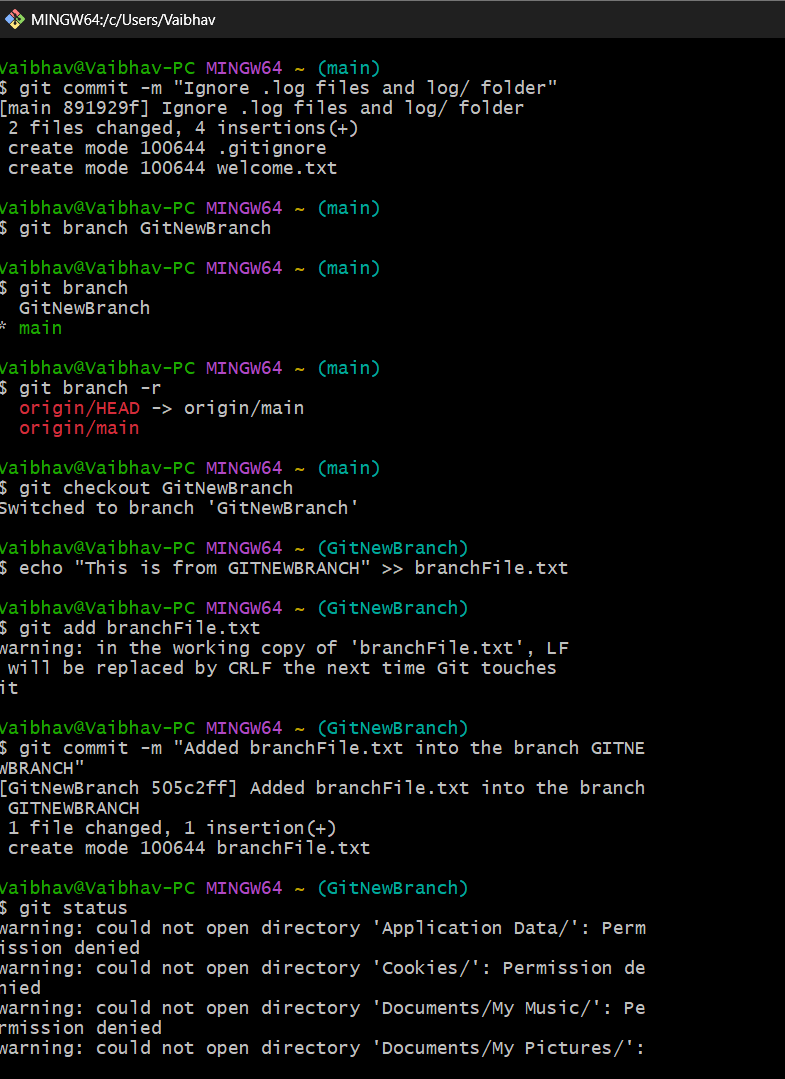 MINGW64:/c/Users/Vaibhav
Vaibhav@Vaibhav-PC MINGW64 ~ (main)
$ git commit -m "Ignore .log files and log/ folder"
[main 891929f] Ignore .log files and log/ folder
 2 files changed, 4 insertions(+)
 create mode 100644 .gitignore
 create mode 100644 welcome.txt
Vaibhav@Vaibhav-PC MINGW64 ~ (main)
$ git branch GitNewBranch
Vaibhav@Vaibhav-PC MINGW64 ~ (main)
$ git branch
  GitNewBranch
* main
Vaibhav@Vaibhav-PC MINGW64 ~ (main)
$ git branch -r
  origin/HEAD -> origin/main
  origin/main
Vaibhav@Vaibhav-PC MINGW64 ~ (main)
$ git checkout GitNewBranch
Switched to branch 'GitNewBranch'
Vaibhav@Vaibhav-PC MINGW64 ~ (GitNewBranch)
$ echo "This is from GITNEWBRANCH" >> branchFile.txt
Vaibhav@Vaibhav-PC MINGW64 ~ (GitNewBranch)
$ git add branchFile.txt
warning: in the working copy of 'branchFile.txt', LF
 will be replaced by CRLF the next time Git touches
it
Vaibhav@Vaibhav-PC MINGW64 ~ (GitNewBranch)
$ git commit -m "Added branchFile.txt into the branch GITNE
WBRANCH"
[GitNewBranch 505c2ff] Added branchFile.txt into the branch
 GITNEWBRANCH
 1 file changed, 1 insertion(+)
 create mode 100644 branchFile.txt
Vaibhav@Vaibhav-PC MINGW64 ~ (GitNewBranch)
$ git status
warning: could not open directory 'Application Data/': Perm
ission denied
warning: could not open directory 'Cookies/': Permission de
nied
warning: could not open directory 'Documents/My Music/': Pe
rmission denied
warning: could not open directory 'Documents/My Pictures/':